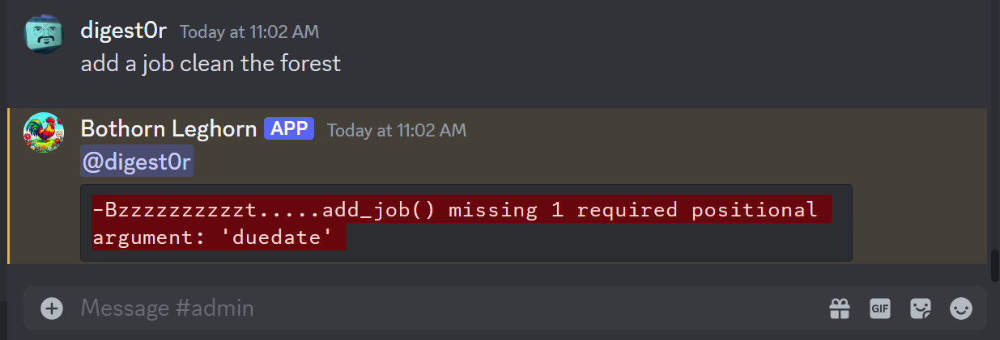 digest0r Today at 11:02 AM
add a job clean the forest
Bothorn Leghorn APP Today at 11:02 AM
@digest0r
-Bzzzzzzzzzzt.....add_job() missing 1 required positional
argument: 'duedate'
Message #admin
GIF